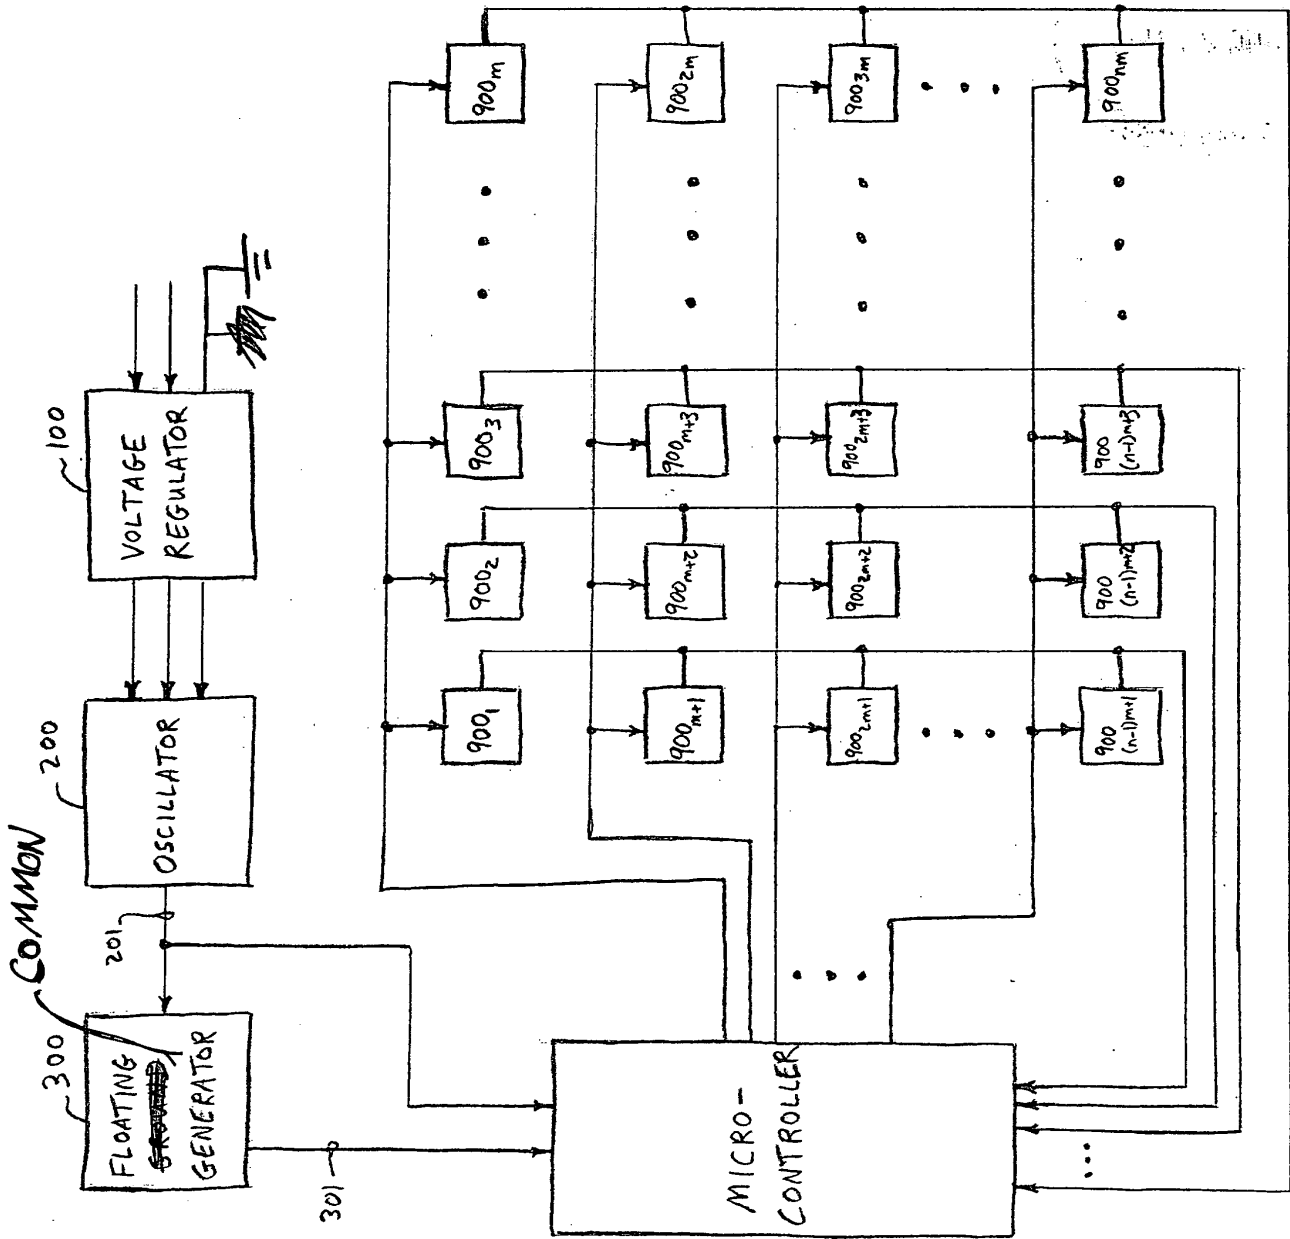 COMMON
300
FLOATING
GENERATOR
301
201
200
OSCILLATOR
100
VOLTAGE
REGULATOR
MICRO-
CONTROLLER
900₁
900₂
900₃
900ₘ
900ₘ₊₁
900ₘ₊₂
900ₘ₊₃
900₂ₘ
900₂ₘ₊₁
900₂ₘ₊₂
900₂ₘ₊₃
900₃ₘ
900
(n-1)m+1
900
(n-1)m+2
900
(n-1)m+3
900ₙₘ